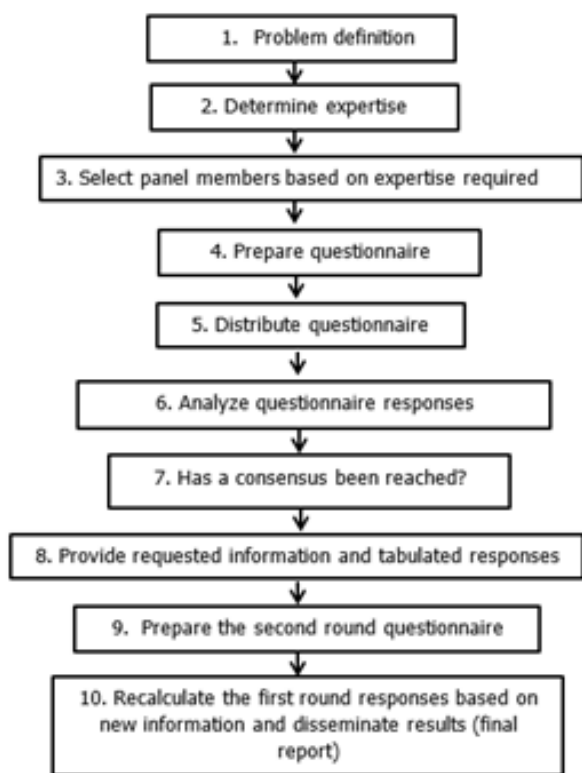 1. Problem definition
2. Determine expertise
3. Select panel members based on expertise required
4. Prepare questionnaire
5. Distribute questionnaire
6. Analyze questionnaire responses
7. Has a consensus been reached?
8. Provide requested information and tabulated responses
9. Prepare the second round questionnaire
10. Recalculate the first round responses based on
new information and disseminate results (final
report)